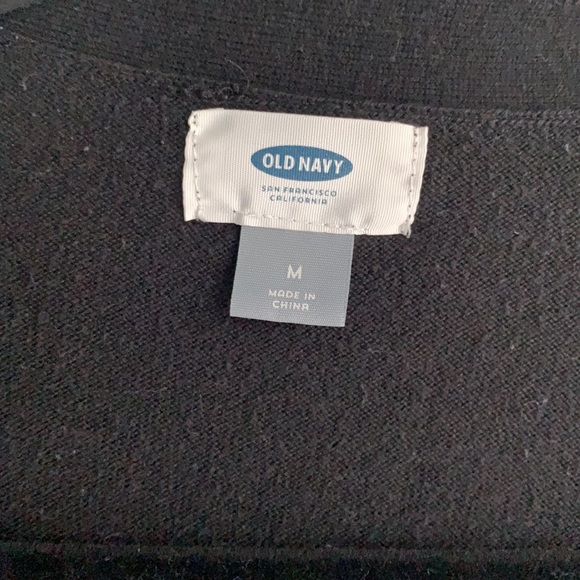 OLD NAVY
SAN FRANCISCO
CALIFORNIA
M
MADE IN
CHINA